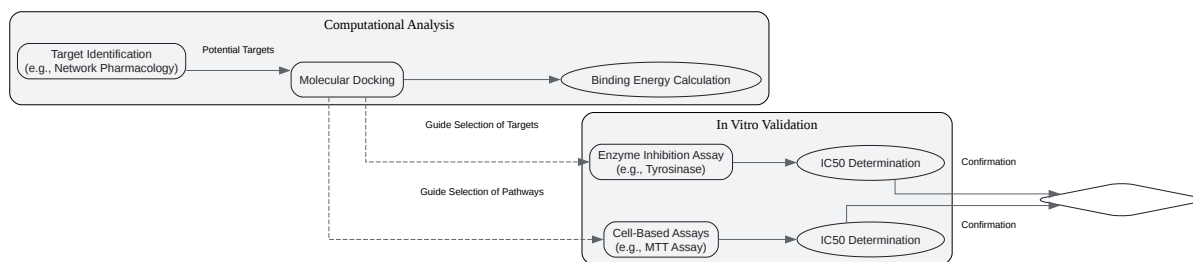 Computational Analysis
Target Identification
(e.g., Network Pharmacology)
Potential Targets
Molecular Docking
Binding Energy Calculation
Guide Selection of Targets
In Vitro Validation
Enzyme Inhibition Assay
(e.g., Tyrosinase)
IC50 Determination
Confirmation
Guide Selection of Pathways
Cell-Based Assays
(e.g., MTT Assay)
IC50 Determination
Confirmation